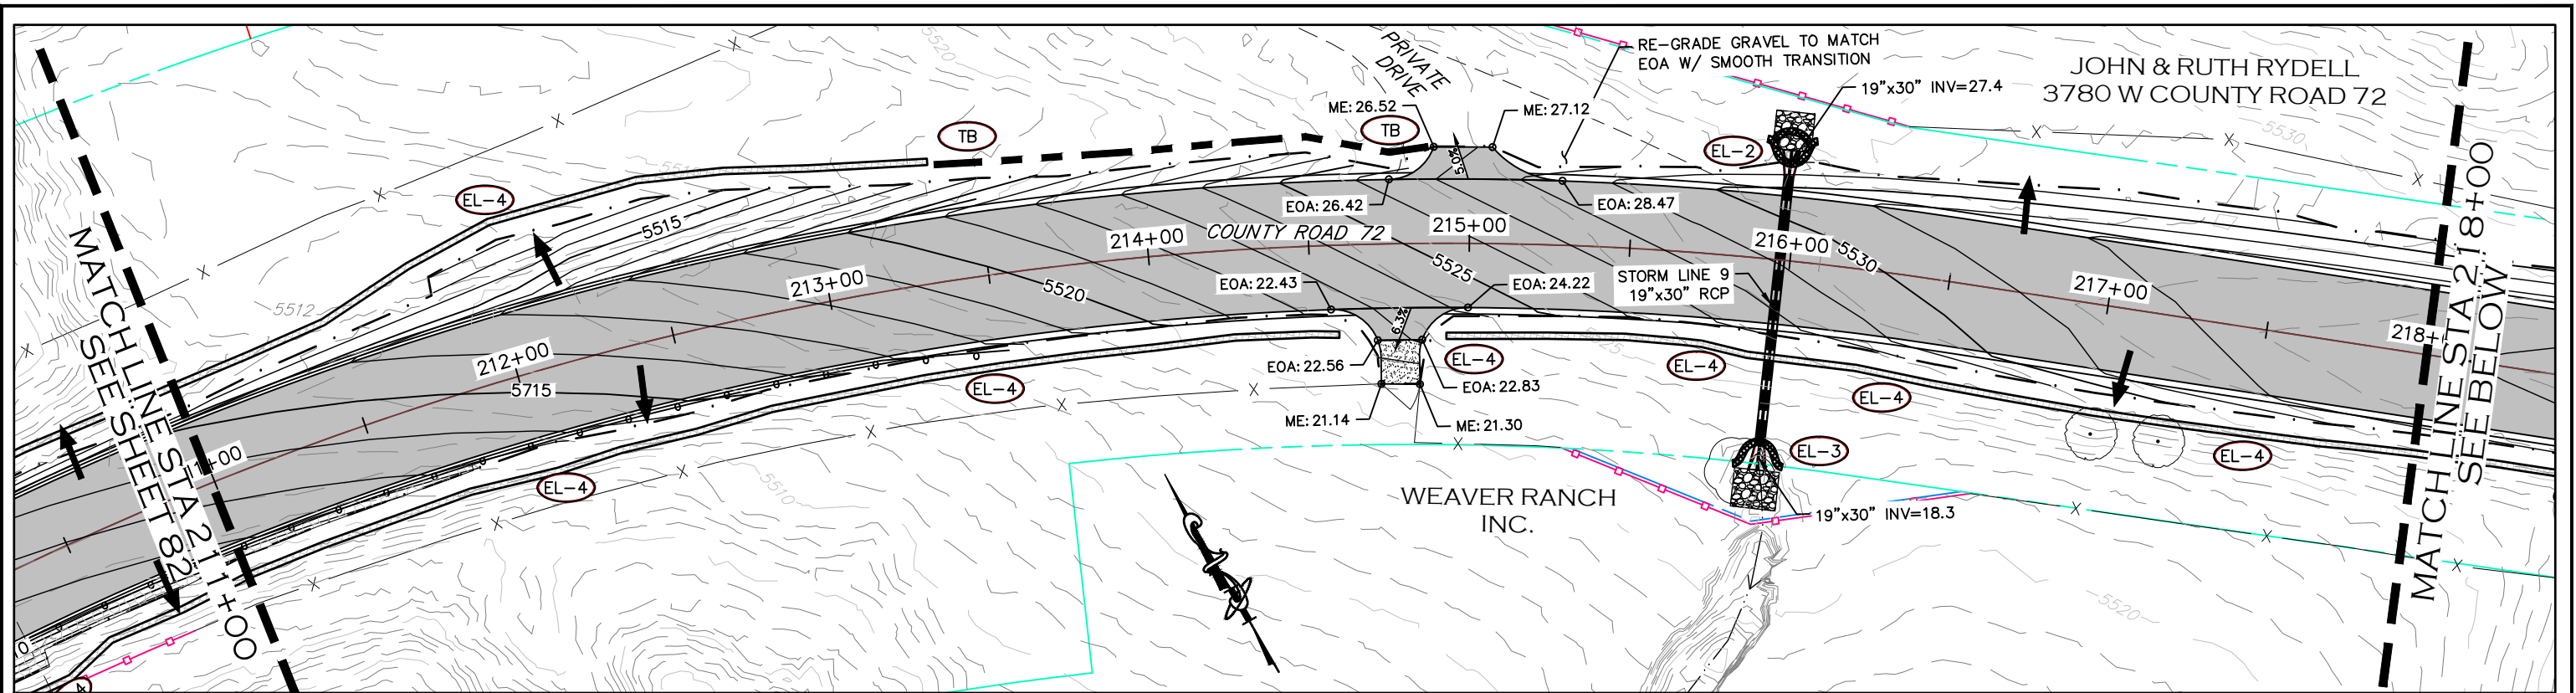 5520
PRIVATE
DRIVE
RE-GRADE GRAVEL TO MATCH
EOA W/ SMOOTH TRANSITION
JOHN & RUTH RYDELL
3780 W COUNTY ROAD 72
19"x30" INV=27.4
ME: 26.52
ME: 27.12
TB
TB
5530
EL-2
5.0%
EL-4
5515
EOA: 26.42
EOA: 28.47
214+00
COUNTY ROAD 72
215+00
216+00
5530
213+00
5520
5525
217+00
EOA: 22.43
EOA: 24.22
STORM LINE 9
19"x30" RCP
5512
6.3%
218+
212+00
5715
EOA: 22.56
EL-4
EL-4
EL-4
EOA: 22.83
EL-4
ME: 21.14
ME: 21.30
EL-3
EL-4
EL-4
5510
WEAVER RANCH
INC.
19"x30" INV=18.3
5520
MATCH LINE STA 211+00
SEE SHEET 82
MATCH LINE STA 218+00
SEE BELOW